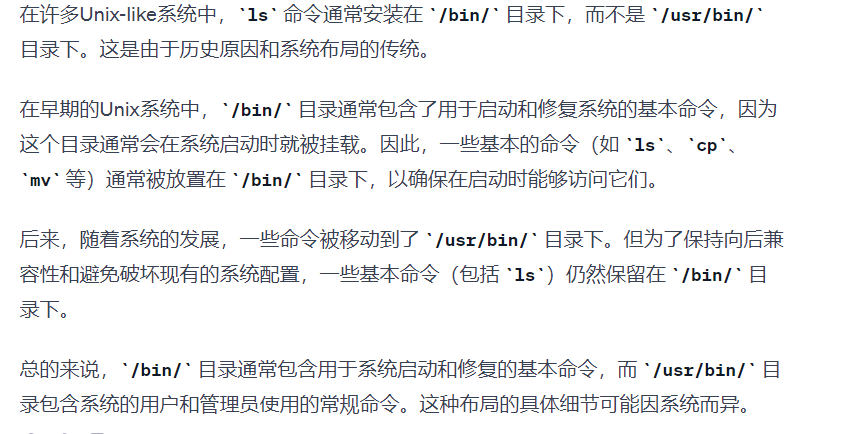 在许多Unix-like系统中，`ls` 命令通常安装在 `/bin/` 目录下，而不是 `/usr/bin/`
目录下。这是由于历史原因和系统布局的传统。
在早期的Unix系统中，`/bin/` 目录通常包含了用于启动和修复系统的基本命令，因为
这个目录通常会在系统启动时就被挂载。因此，一些基本的命令（如 `ls`、`cp`、
`mv` 等）通常被放置在 `/bin/` 目录下，以确保在启动时能够访问它们。
后来，随着系统的发展，一些命令被移动到了 `/usr/bin/` 目录下。但为了保持向后兼
容性和避免破坏现有的系统配置，一些基本命令（包括 `ls`）仍然保留在 `/bin/` 目
录下。
总的来说，`/bin/` 目录通常包含用于系统启动和修复的基本命令，而 `/usr/bin/` 目
录包含系统的用户和管理员使用的常规命令。这种布局的具体细节可能因系统而异。